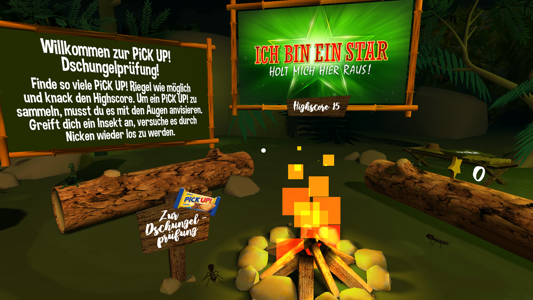 Willkommen zur PiCK UP!
Dschungelprüfung!
Finde so viele PiCK UP! Riegel wie möglich
und knack den Highscore. Um ein PiCK UP! zu
sammeln, musst du es mit den Augen anvisieren.
Greift dich ein Insekt an, versuche es durch
Nicken wieder los zu werden.
ICH BIN EIN STAR
HOLT MICH HIER RAUS!
Highscore 15
0
PiCK UP!
Zur
Dschungel
prüfung